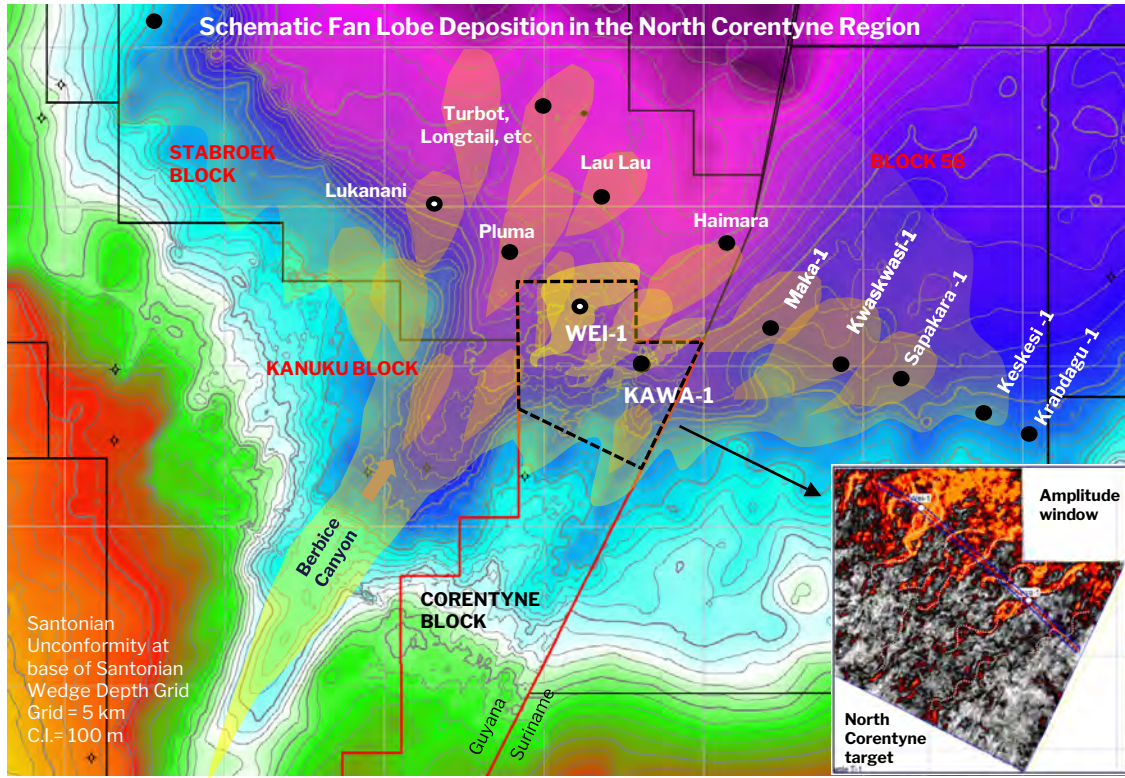 Schematic Fan Lobe Deposition in the North Corentyne Region
Turbot,
Longtail, etc
STABROEK
BLOCK
Lau Lau
BLOCK 58
Lukanani
Pluma
Haimara
Maka-1
Kwaskwasi-1
Sapakara -1
Keskesi -1
Krabdagu -1
WEI-1
KANUKU BLOCK
KAWA-1
Berbice
Canyon
CORENTYNE
BLOCK
Santonian
Unconformity at
base of Santonian
Wedge Depth Grid
Grid = 5 km
C.I.= 100 m
Guyana
Suriname
Amplitude
window
Wei-1
North
Corentyne
target